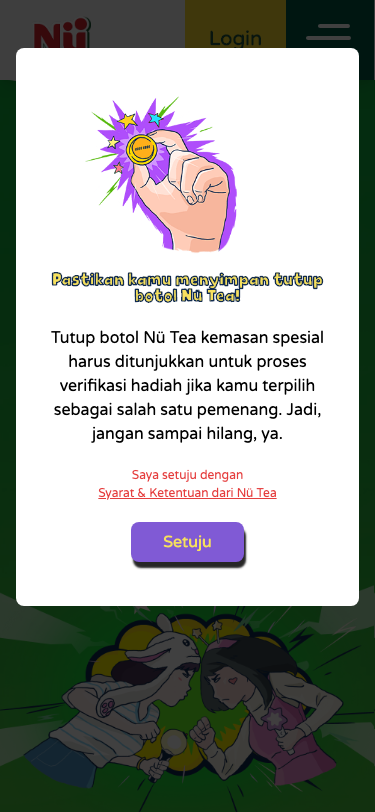 Nü
Login
Pastikan kamu menyimpan tutup
botol Nü Tea!
Tutup botol Nü Tea kemasan spesial
harus ditunjukkan untuk proses
verifikasi hadiah jika kamu terpilih
sebagai salah satu pemenang. Jadi,
jangan sampai hilang, ya.
Saya setuju dengan
Syarat & Ketentuan dari Nü Tea
Setuju